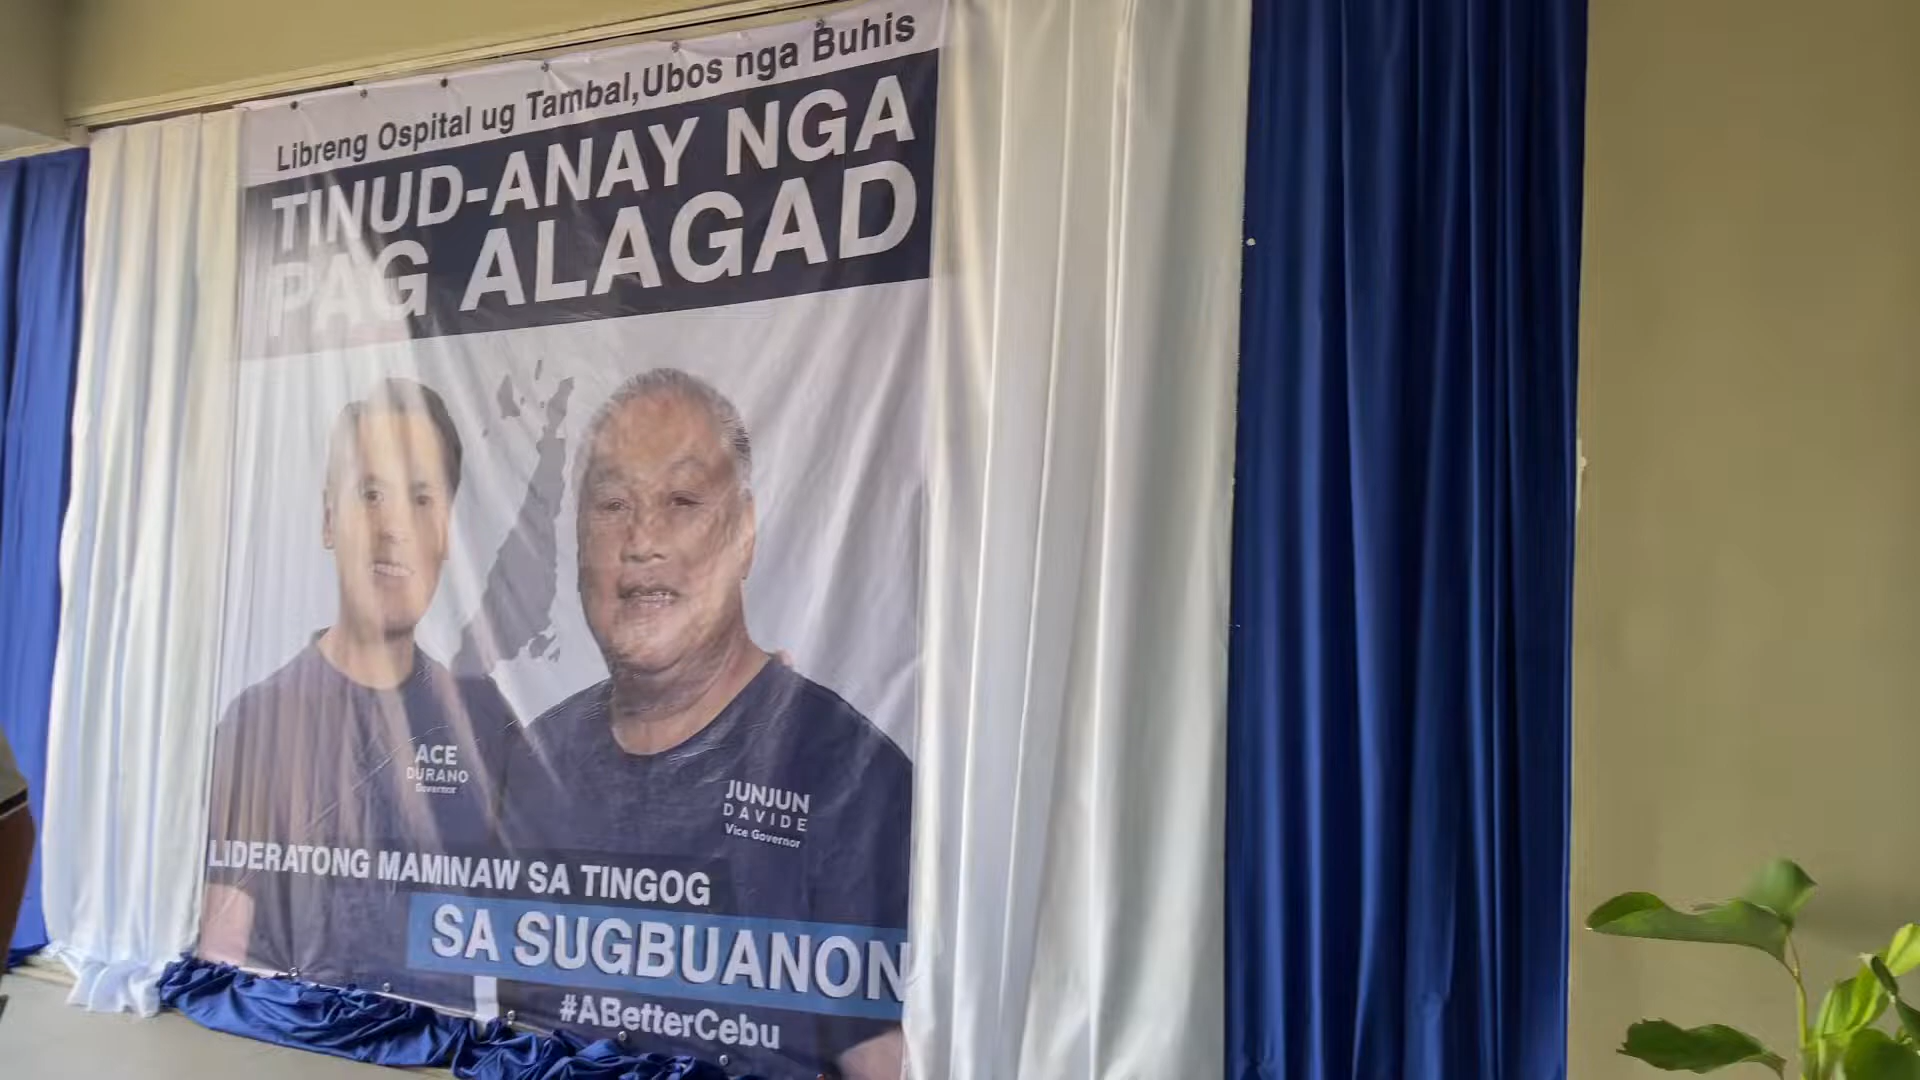 Libreng Ospital ug Tambal, Ubos nga Buhis
TINUD-ANAY NGA
PAG ALAGAD
ACE
DURANO
Governor
JUNJUN
DAVIDE
Vice Governor
LIDERATONG MAMINAW SA TINGOG
SA SUGBUANON
#ABetterCebu